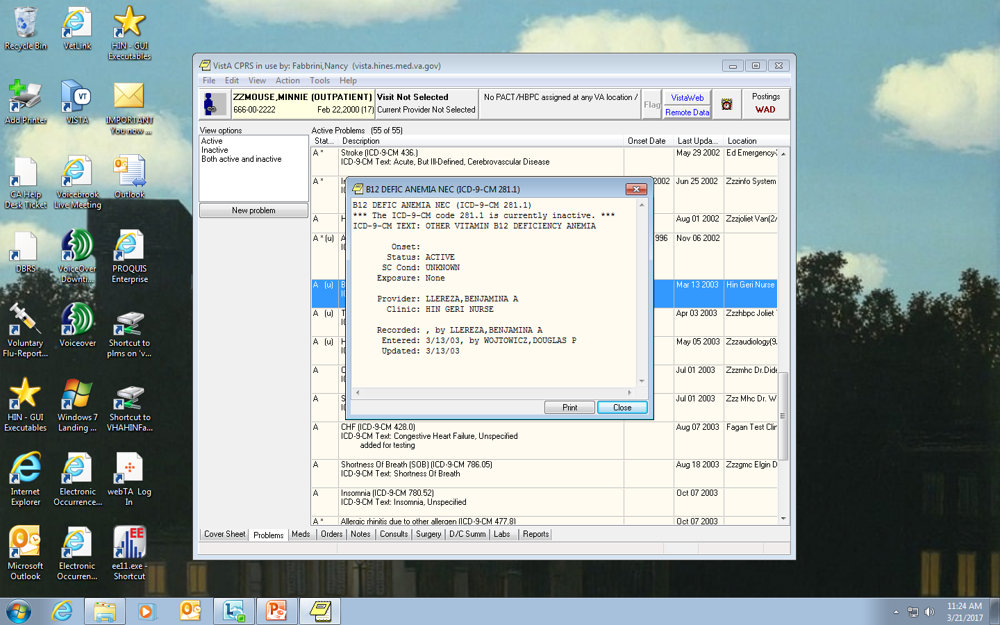 Recycle Bin
VetLink
HIN - GUI
Executables
Add Printer
VISTA
IMPORTANT
You now ...
CA Help
Desk Ticket
Voicebrook
Live Meeting
Outlook
DBRS
VoiceOver
Downti...
PROQUIS
Enterprise
Voluntary
Flu-Report...
Voiceover
Shortcut to
plms on 'v...
HIN - GUI
Executables
Windows 7
Landing ...
Shortcut to
VHAHINFa...
Internet
Explorer
Electronic
Occurrence...
webTA Log
In
Microsoft
Outlook
Electronic
Occurren...
ee11.exe -
Shortcut
VistA CPRS in use by: Fabbrini,Nancy (vista.hines.med.va.gov)
File Edit View Action Tools Help
ZZMOUSE,MINNIE (OUTPATIENT) Visit Not Selected No PACT/HBPC assigned at any VA location / Flag VistaWeb Postings
666-00-2222 Feb 22,2000 (17) Current Provider Not Selected Remote Data WAD
View options
Active
Inactive
Both active and inactive
New problem
Active Problems (55 of 55)
Stat... Description Onset Date Last Upda... Location
A * Stroke (ICD-9-CM 436.) May 29 2002 Ed Emergency-
ICD-9-CM Text: Acute, But Ill-Defined, Cerebrovascular Disease
A * 2002 Jun 25 2002 Zzzinfo System
A Aug 01 2002 Zzzjoliet Van(2/
A * (u) 1996 Nov 06 2002
A (u) Mar 13 2003 Hin Geri Nurse
A (u) Apr 03 2003 Zzzhbpc Joliet
A (u) May 05 2003 Zzzaudiology(9.
A Jul 01 2003 Zzzmhc Dr.Dide
A Jul 01 2003 Zzz Mhc Dr. W
A CHF (ICD-9-CM 428.0) Aug 07 2003 Fagan Test Clin
ICD-9-CM Text: Congestive Heart Failure, Unspecified
added for testing
A Shortness Of Breath (SOB) (ICD-9-CM 786.05) Aug 18 2003 Zzzgmc Elgin D
ICD-9-CM Text: Shortness Of Breath
A Insomnia (ICD-9-CM 780.52) Oct 07 2003
ICD-9-CM Text: Insomnia, Unspecified
A * Allergic rhinitis due to other allergen (ICD-9-CM 477.8) Oct 07 2003
B12 DEFIC ANEMIA NEC (ICD-9-CM 281.1)
B12 DEFIC ANEMIA NEC (ICD-9-CM 281.1)
*** The ICD-9-CM code 281.1 is currently inactive. ***
ICD-9-CM TEXT: OTHER VITAMIN B12 DEFICIENCY ANEMIA
Onset:
Status: ACTIVE
SC Cond: UNKNOWN
Exposure: None
Provider: LLEREZA,BENJAMINA A
Clinic: HIN GERI NURSE
Recorded: , by LLEREZA,BENJAMINA A
Entered: 3/13/03, by WOJTOWICZ,DOUGLAS P
Updated: 3/13/03
Print Close
Cover Sheet Problems Meds Orders Notes Consults Surgery D/C Summ Labs Reports
11:24 AM
3/21/2017